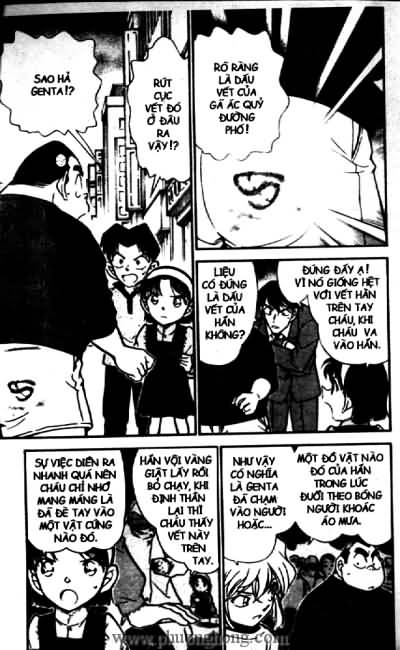 RÕ RÀNG
LÀ DẤU
VẾT CỦA
GÃ ÁC QUỶ
ĐƯỜNG
PHỐ!
RÚT
CỤC
VẾT ĐÓ
Ở ĐÂU
RA
VẬY!?
SAO HẢ
GENTA!?
ĐÚNG ĐẤY Ạ!
VÌ NÓ GIỐNG HỆT
VỚI VẾT HẰN
TRÊN TAY
CHÁU, KHI
CHÁU VA
VÀO HẮN.
LIỆU
CÓ ĐÚNG
LÀ DẤU
VẾT CỦA
HẮN
KHÔNG?
NHƯ VẬY
CÓ NGHĨA
LÀ GENTA
ĐÃ CHẠM
VÀO NGƯỜI
HOẶC...
MỘT ĐỒ VẬT NÀO
ĐÓ CỦA HẮN
TRONG LÚC
ĐUỔI THEO BÓNG
NGƯỜI KHOÁC
ÁO MƯA.
SỰ VIỆC DIỄN RA
NHANH QUÁ NÊN
CHÁU CHỈ NHỚ
MANG MÁNG LÀ
ĐÃ ĐÈ TAY VÀO
MỘT VẬT CỨNG
NÀO ĐÓ.
HẮN VỘI VÀNG
GIẬT LẤY RỒI
BỎ CHẠY, KHI
ĐỊNH THẦN
LẠI THÌ
CHÁU THẤY
VẾT NÀY
TRÊN
TAY.
www.phuonghong.com